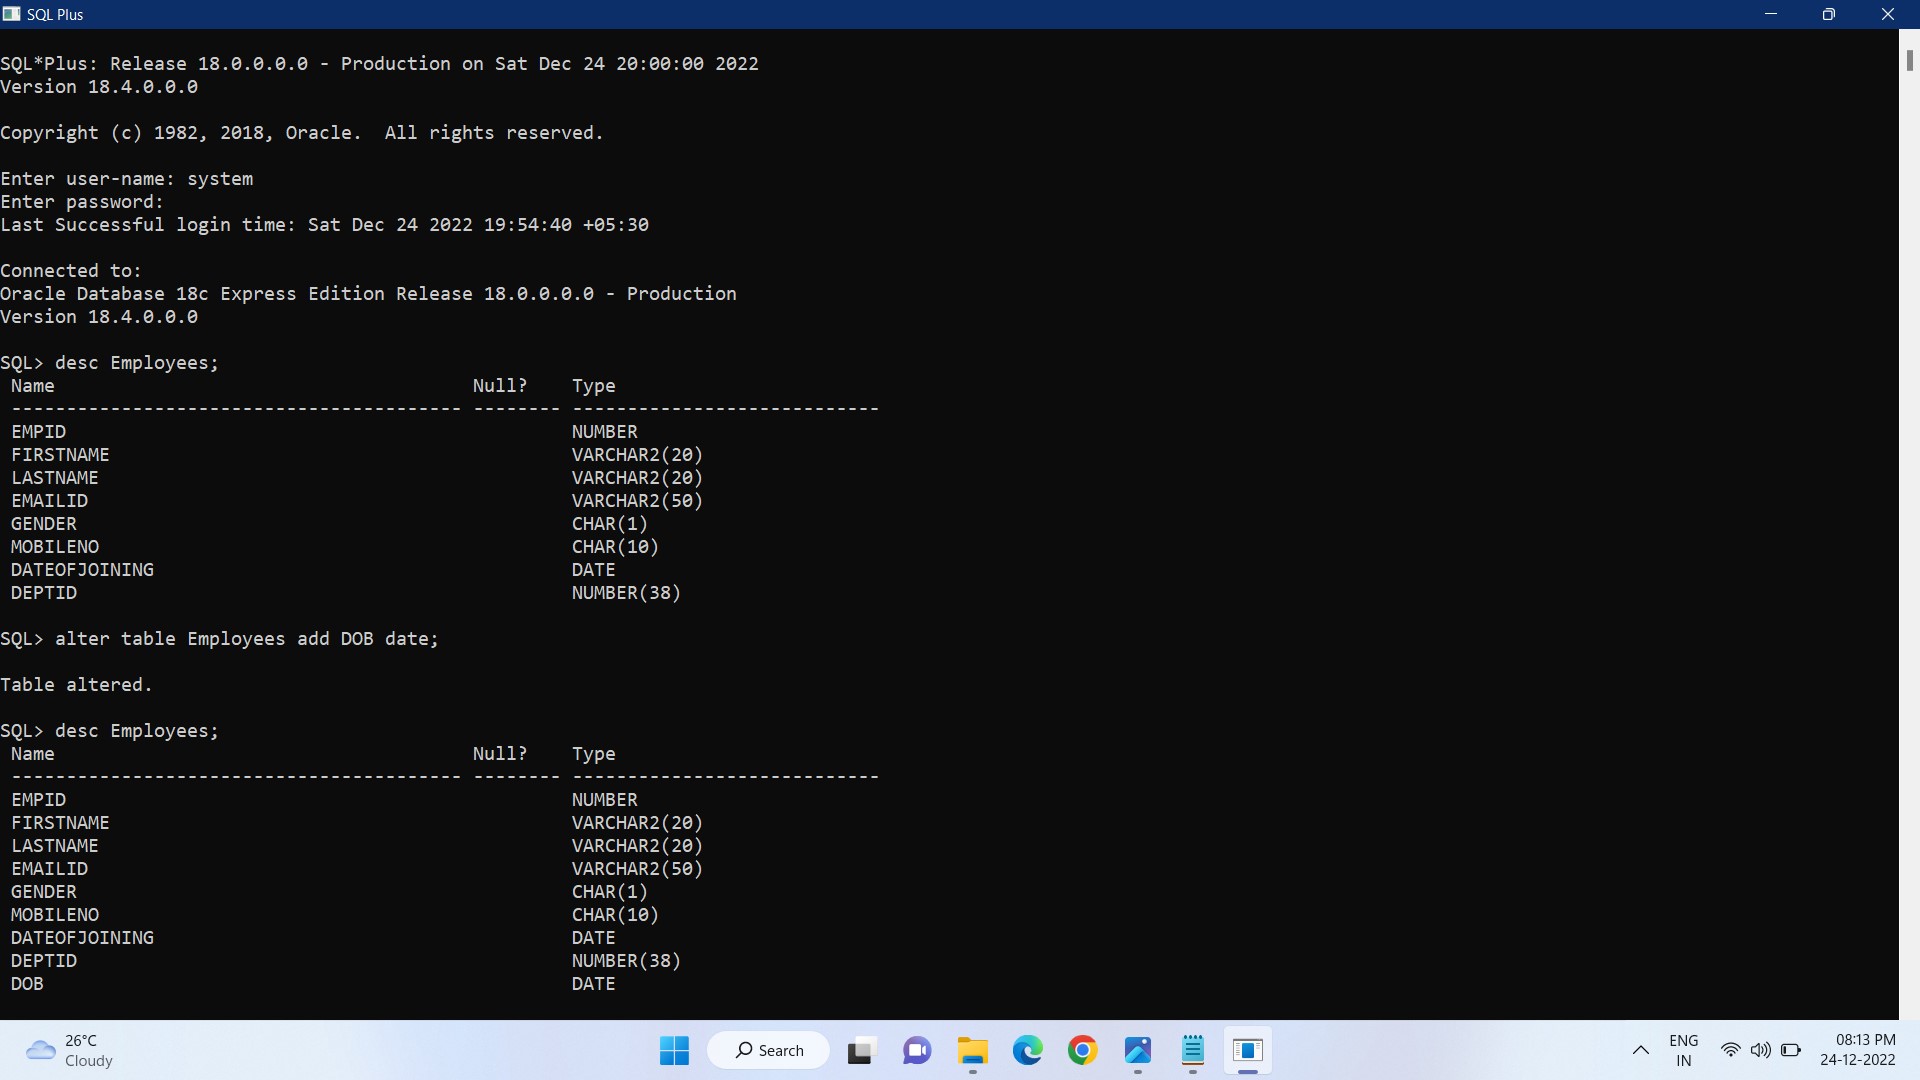 SQL Plus
SQL*Plus: Release 18.0.0.0.0 - Production on Sat Dec 24 20:00:00 2022
Version 18.4.0.0.0
Copyright (c) 1982, 2018, Oracle.  All rights reserved.
Enter user-name: system
Enter password:
Last Successful login time: Sat Dec 24 2022 19:54:40 +05:30
Connected to:
Oracle Database 18c Express Edition Release 18.0.0.0.0 - Production
Version 18.4.0.0.0
SQL> desc Employees;
 Name                                      Null?    Type
 ----------------------------------------- -------- ----------------------------
 EMPID                                              NUMBER
 FIRSTNAME                                          VARCHAR2(20)
 LASTNAME                                           VARCHAR2(20)
 EMAILID                                            VARCHAR2(50)
 GENDER                                             CHAR(1)
 MOBILENO                                           CHAR(10)
 DATEOFJOINING                                      DATE
 DEPTID                                             NUMBER(38)
SQL> alter table Employees add DOB date;
Table altered.
SQL> desc Employees;
 Name                                      Null?    Type
 ----------------------------------------- -------- ----------------------------
 EMPID                                              NUMBER
 FIRSTNAME                                          VARCHAR2(20)
 LASTNAME                                           VARCHAR2(20)
 EMAILID                                            VARCHAR2(50)
 GENDER                                             CHAR(1)
 MOBILENO                                           CHAR(10)
 DATEOFJOINING                                      DATE
 DEPTID                                             NUMBER(38)
 DOB                                                DATE
26°C
Cloudy
Search
ENG
IN
08:13 PM
24-12-2022